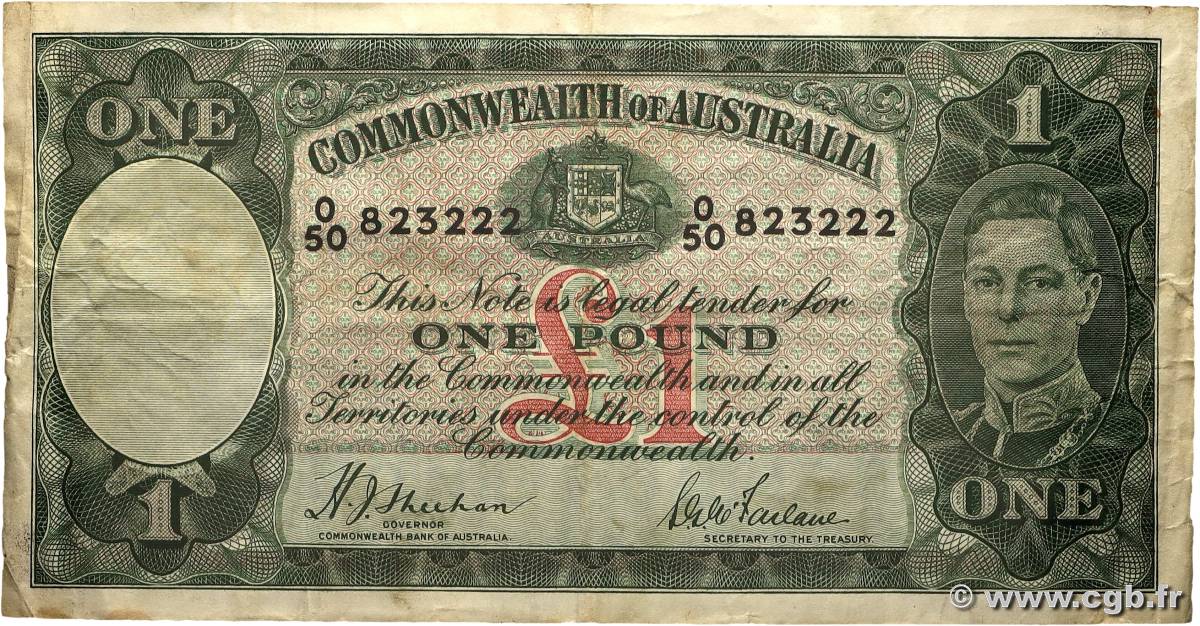 ONE
1
COMMONWEALTH OF AUSTRALIA
O/50 823222
O/50 823222
AUSTRALIA
This Note is legal tender for
ONE POUND
£1
in the Commonwealth and in all
Territories under the control of the
Commonwealth.
H. J. Sheehan
GOVERNOR
COMMONWEALTH BANK OF AUSTRALIA.
McFarlane
SECRETARY TO THE TREASURY.
1
ONE
© www.cgb.fr